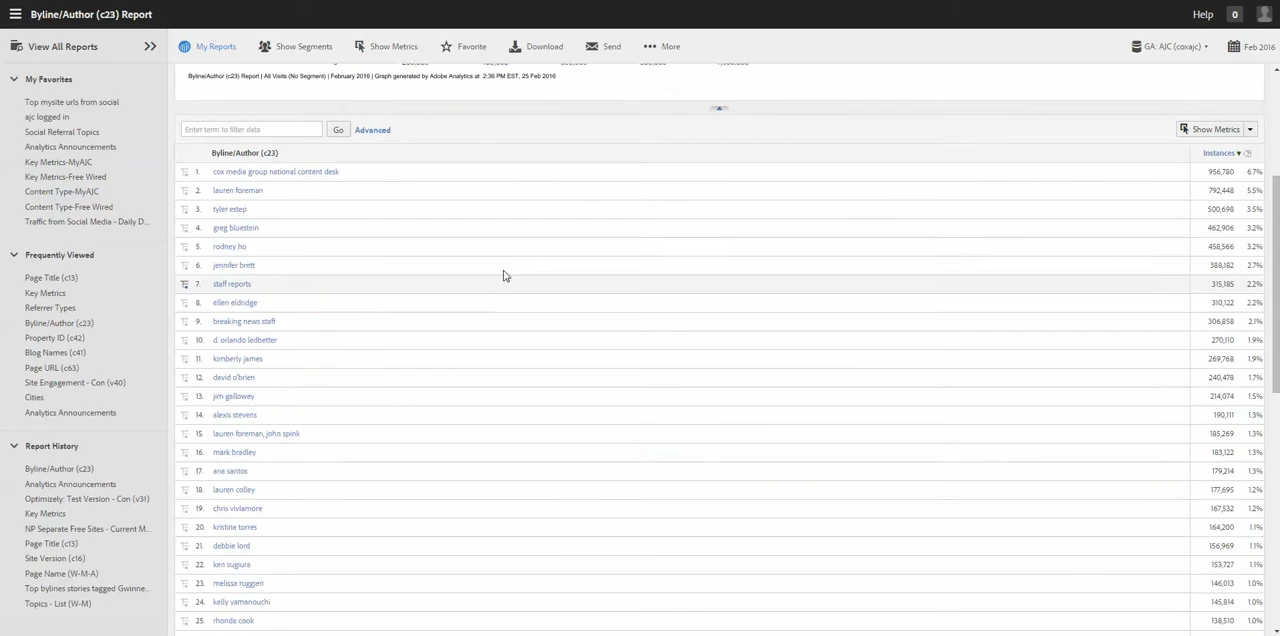 Byline/Author (c23) Report
Help 0
View All Reports
My Reports Show Segments Show Metrics Favorite Download Send More GA: AJC (coxajc) Feb 2016
Byline/Author (c23) Report | All Visits (No Segment) | February 2016 | Graph generated by Adobe Analytics at 2:36 PM EST, 25 Feb 2016
My Favorites
Top mysite urls from social
ajc logged in
Social Referral Topics
Analytics Announcements
Key Metrics-MyAJC
Key Metrics-Free Wired
Content Type-MyAJC
Content Type-Free Wired
Traffic from Social Media - Daily D...
Frequently Viewed
Page Title (c13)
Key Metrics
Referrer Types
Byline/Author (c23)
Property ID (c42)
Blog Names (c41)
Page URL (c63)
Site Engagement - Con (v40)
Cities
Analytics Announcements
Report History
Byline/Author (c23)
Analytics Announcements
Optimizely: Test Version - Con (v31)
Key Metrics
NP Separate Free Sites - Current M...
Page Title (c13)
Site Version (c16)
Page Name (W-M-A)
Top bylines stories tagged Gwinne...
Topics - List (W-M)
Enter term to filter data Go Advanced Show Metrics
Byline/Author (c23) Instances
1. cox media group national content desk 956,780 6.7%
2. lauren foreman 792,448 5.5%
3. tyler estep 500,698 3.5%
4. greg bluestein 462,906 3.2%
5. rodney ho 458,566 3.2%
6. jennifer brett 388,182 2.7%
7. staff reports 315,185 2.2%
8. ellen eldridge 310,122 2.2%
9. breaking news staff 306,858 2.1%
10. d. orlando ledbetter 270,110 1.9%
11. kimberly james 269,768 1.9%
12. david o'brien 240,478 1.7%
13. jim galloway 214,074 1.5%
14. alexis stevens 190,111 1.3%
15. lauren foreman, john spink 185,269 1.3%
16. mark bradley 183,122 1.3%
17. ana santos 179,214 1.3%
18. lauren colley 177,695 1.2%
19. chris vivlamore 167,532 1.2%
20. kristina torres 164,200 1.1%
21. debbie lord 156,969 1.1%
22. ken sugiura 153,727 1.1%
23. melissa ruggieri 146,013 1.0%
24. kelly yamanouchi 145,814 1.0%
25. rhonda cook 138,510 1.0%